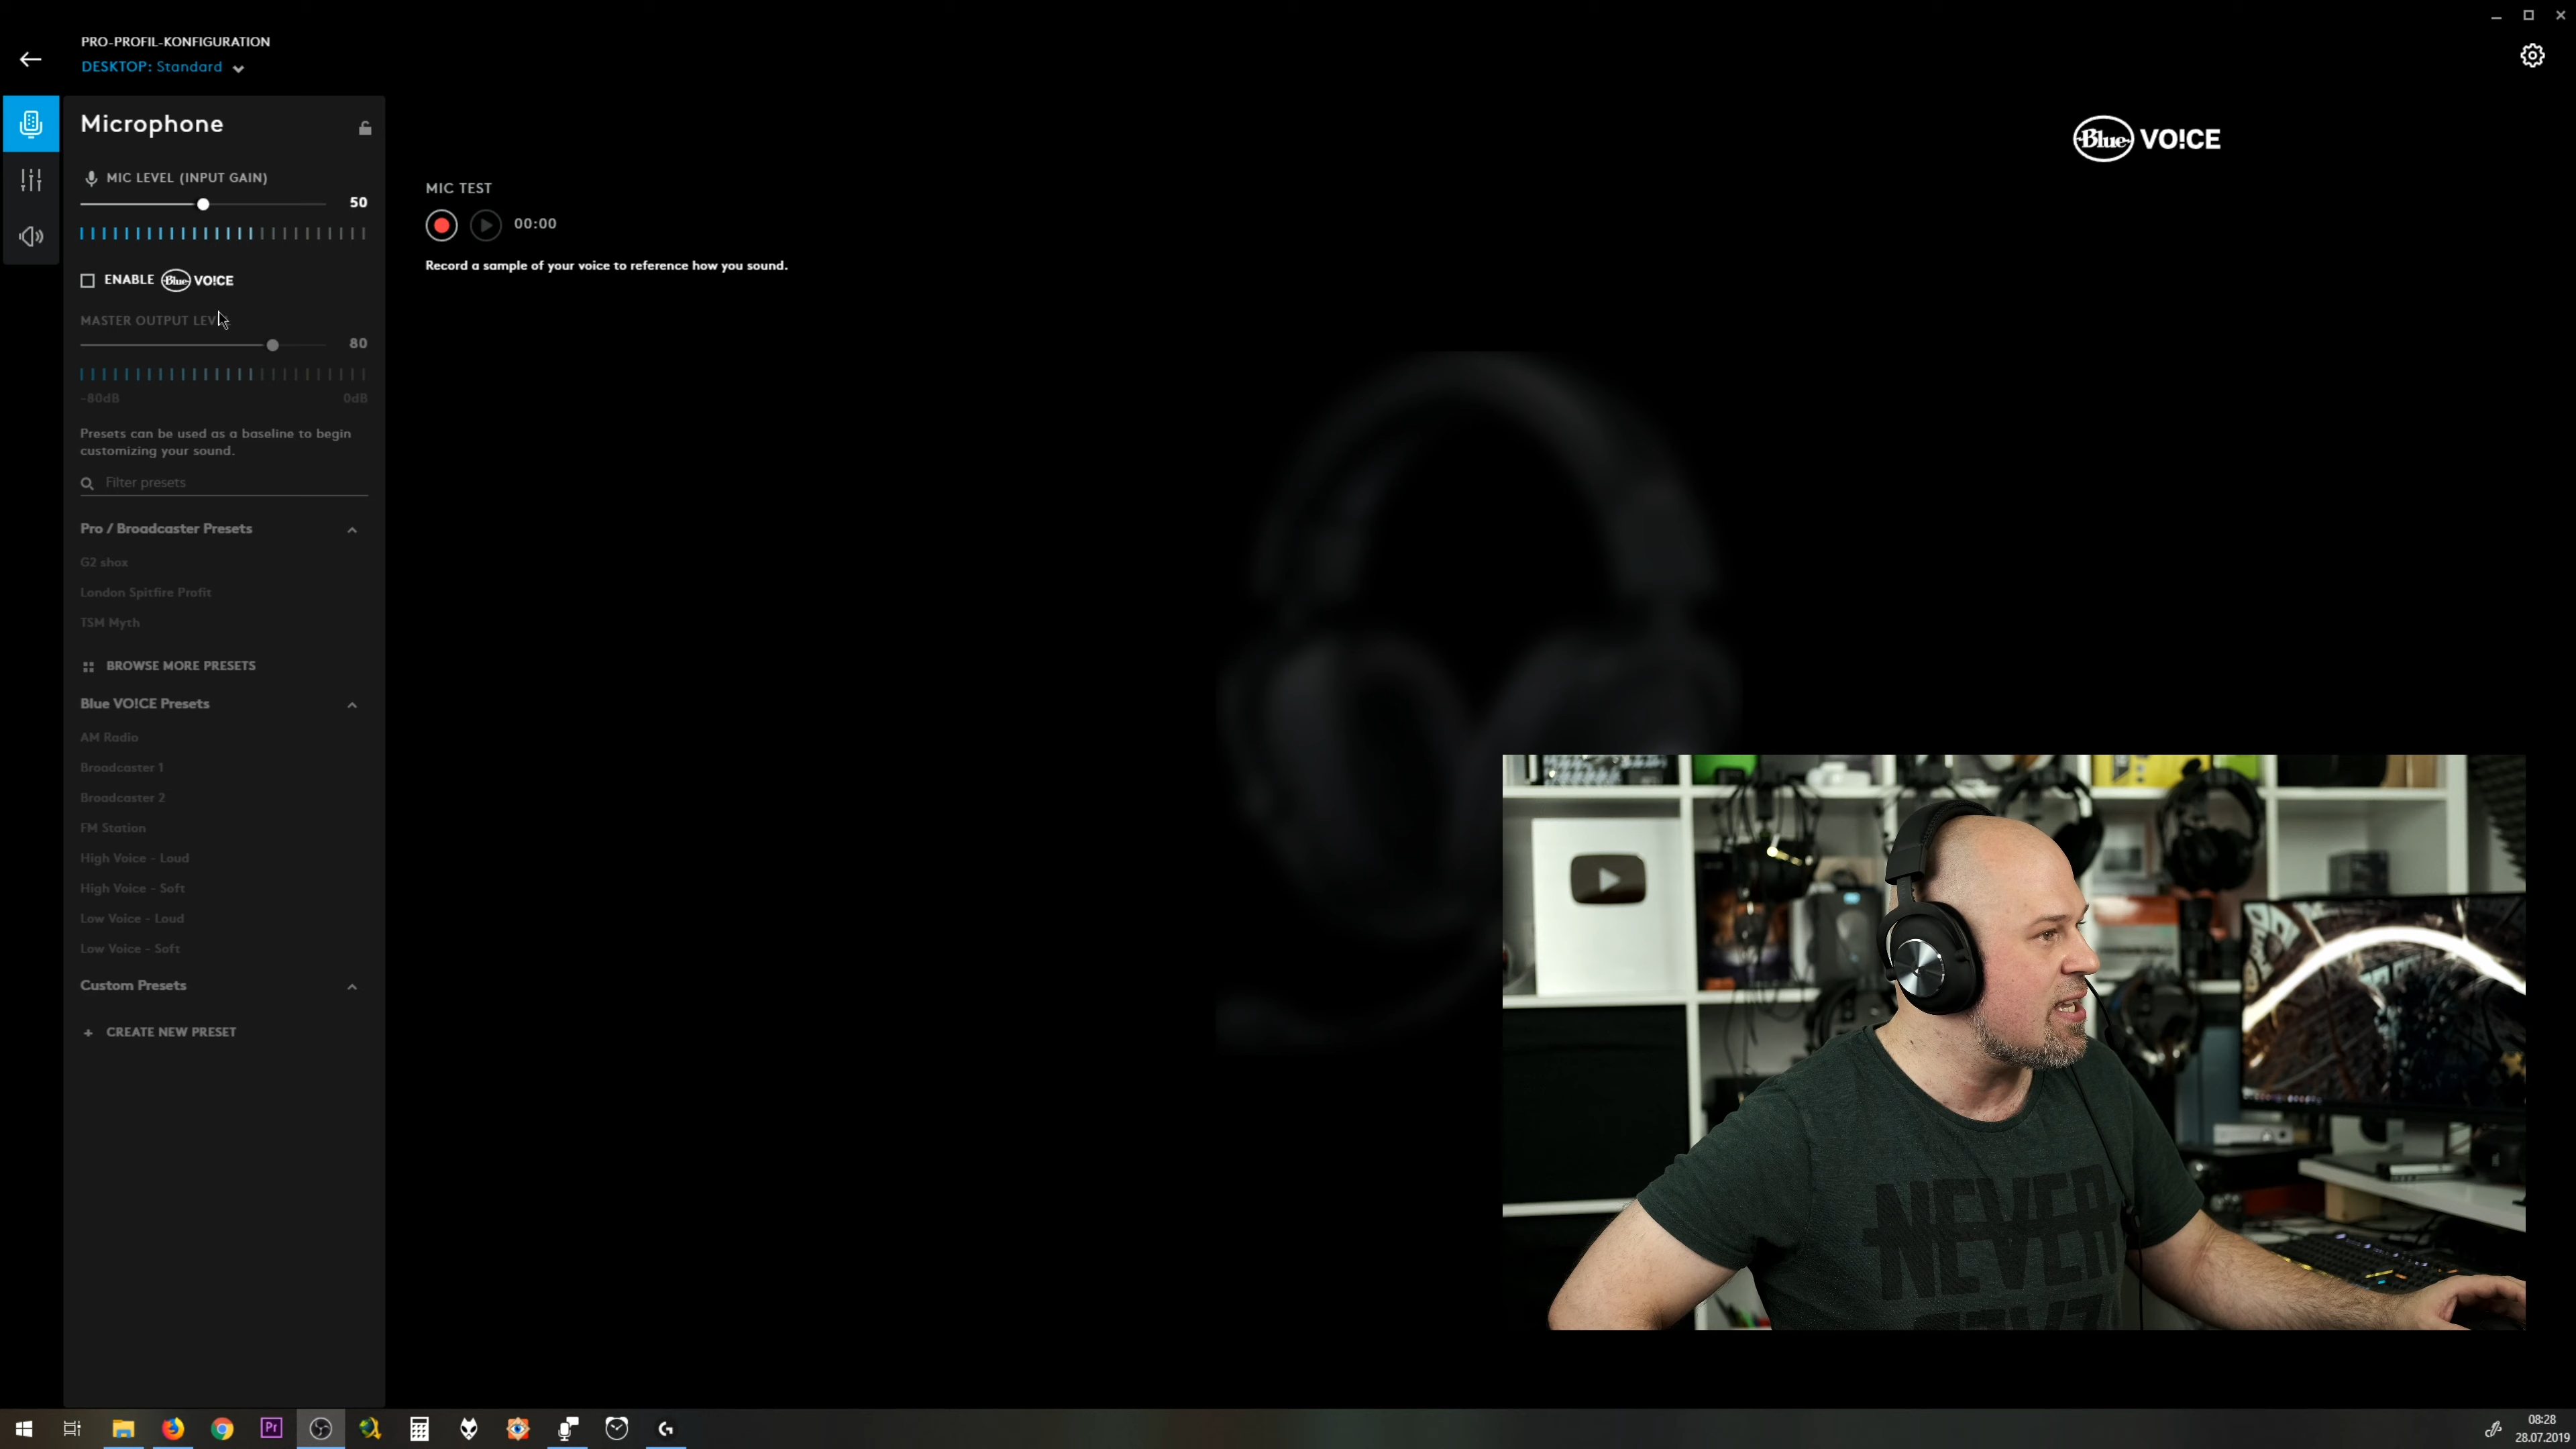 PRO-PROFIL-KONFIGURATION
DESKTOP: Standard
Microphone
MIC LEVEL (INPUT GAIN)
50
ENABLE Blue VO!CE
MASTER OUTPUT LEV
80
-80dB 0dB
Presets can be used as a baseline to begin
customizing your sound.
Filter presets
Pro / Broadcaster Presets
G2 shox
London Spitfire Profit
TSM Myth
BROWSE MORE PRESETS
Blue VO!CE Presets
AM Radio
Broadcaster 1
Broadcaster 2
FM Station
High Voice - Loud
High Voice - Soft
Low Voice - Loud
Low Voice - Soft
Custom Presets
+ CREATE NEW PRESET
MIC TEST
00:00
Record a sample of your voice to reference how you sound.
Blue VO!CE
NEVER
NEVER
Pr
08:28
28.07.2019